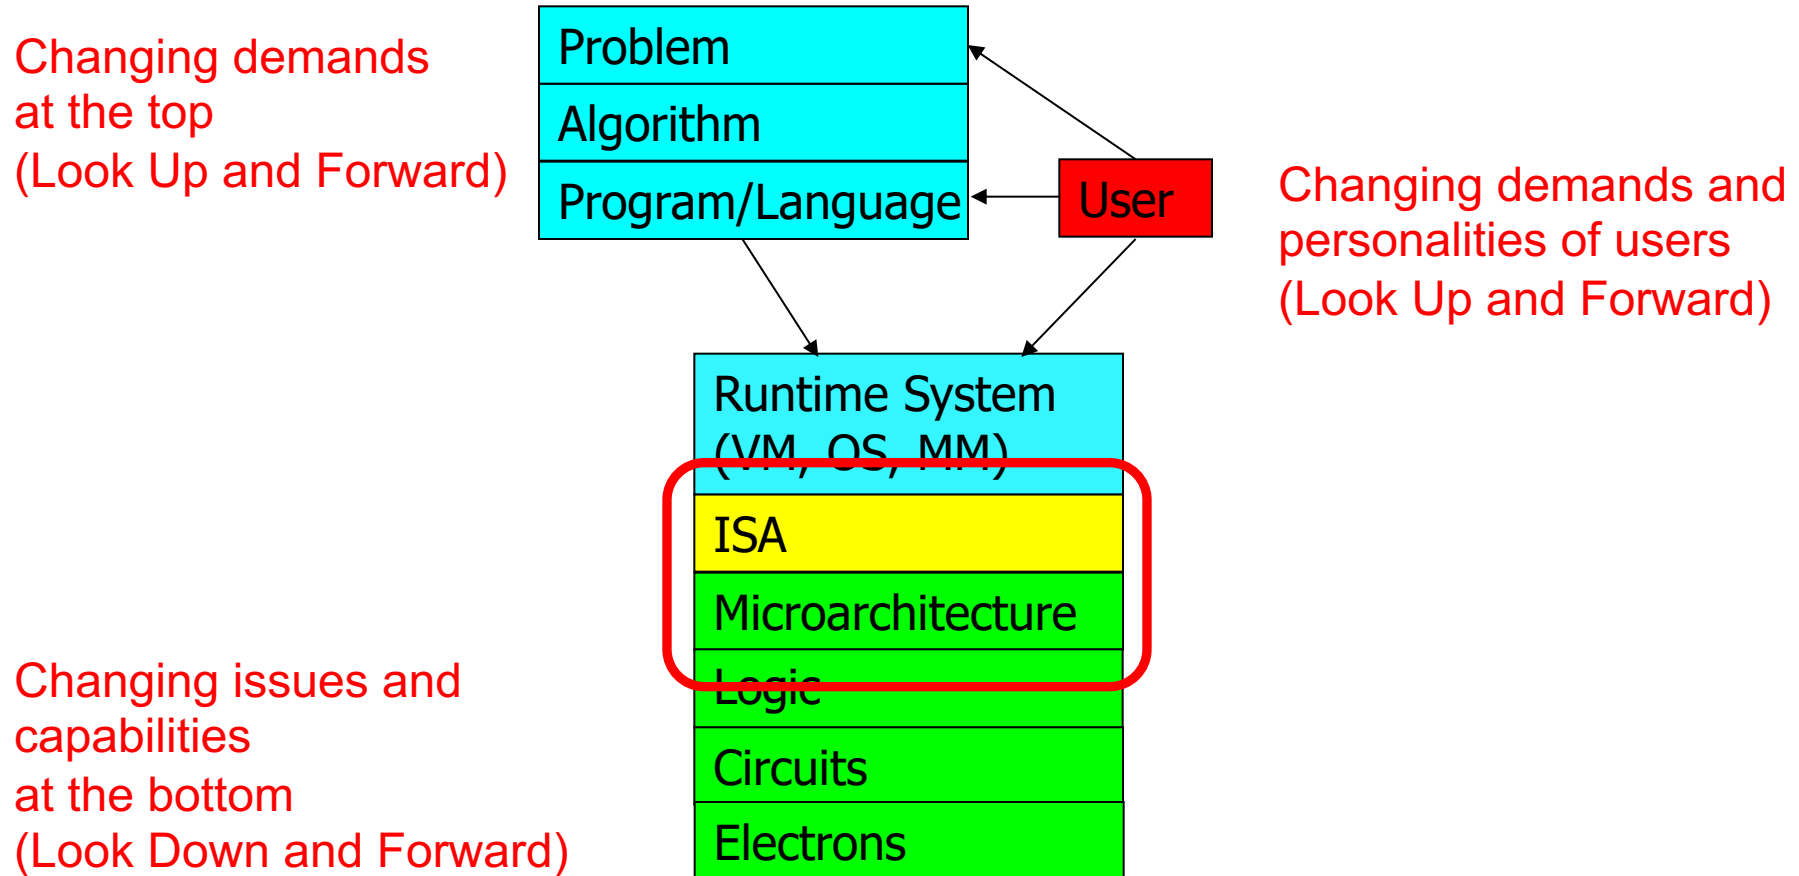 Changing demands
at the top
(Look Up and Forward)
Problem
Algorithm
Program/Language
User
Changing demands and
personalities of users
(Look Up and Forward)
Runtime System
(VM, OS, MM)
ISA
Microarchitecture
Logic
Circuits
Electrons
Changing issues and
capabilities
at the bottom
(Look Down and Forward)